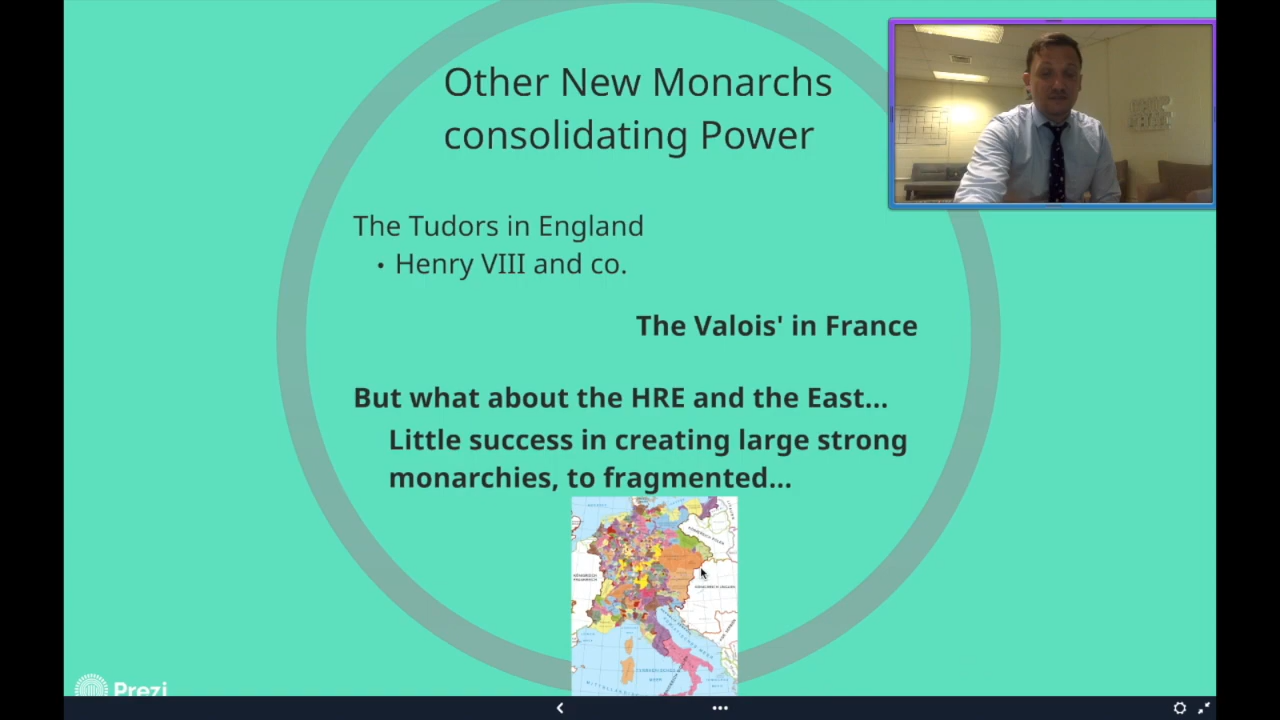 Other New Monarchs
consolidating Power
The Tudors in England
• Henry VIII and co.
The Valois' in France
But what about the HRE and the East...
Little success in creating large strong
monarchies, to fragmented...
Prezi